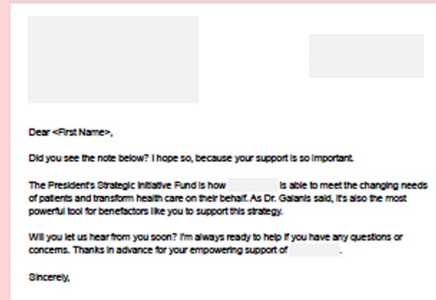 Dear <First Name>,
Did you see the note below? I hope so, because your support is so important.
The President's Strategic Initiative Fund is how is able to meet the changing needs
of patients and transform health care on their behalf. As Dr. Galanis said, it's also the most
powerful tool for benefactors like you to support this strategy.
Will you let us hear from you soon? I'm always ready to help if you have any questions or
concerns. Thanks in advance for your empowering support of .
Sincerely,